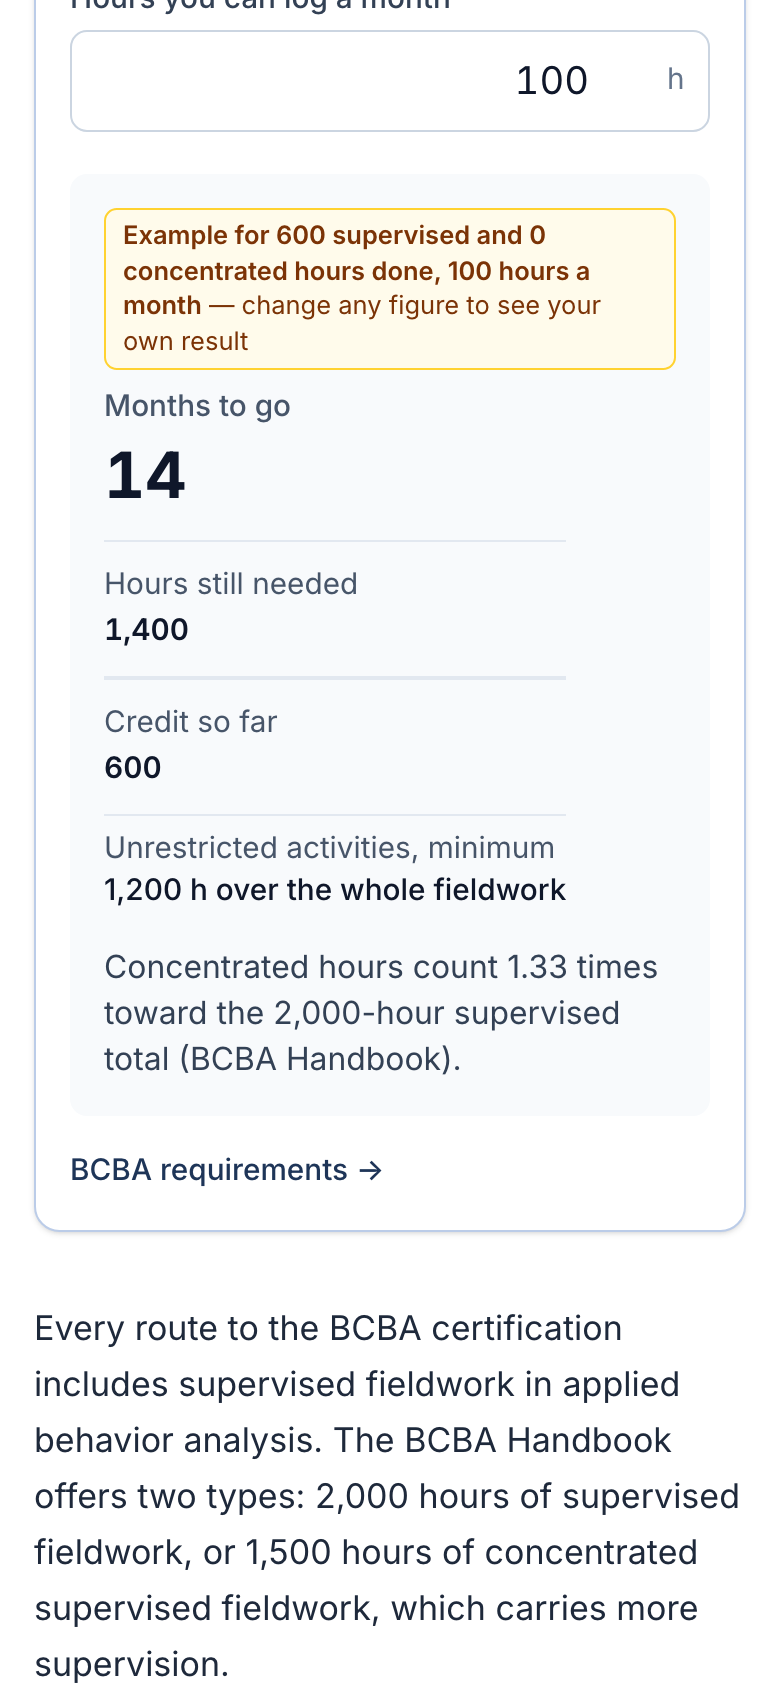 Hours you can log a month
100 h
Example for 600 supervised and 0
concentrated hours done, 100 hours a
month — change any figure to see your
own result
Months to go
14
Hours still needed
1,400
Credit so far
600
Unrestricted activities, minimum
1,200 h over the whole fieldwork
Concentrated hours count 1.33 times
toward the 2,000-hour supervised
total (BCBA Handbook).
BCBA requirements →
Every route to the BCBA certification
includes supervised fieldwork in applied
behavior analysis. The BCBA Handbook
offers two types: 2,000 hours of supervised
fieldwork, or 1,500 hours of concentrated
supervised fieldwork, which carries more
supervision.